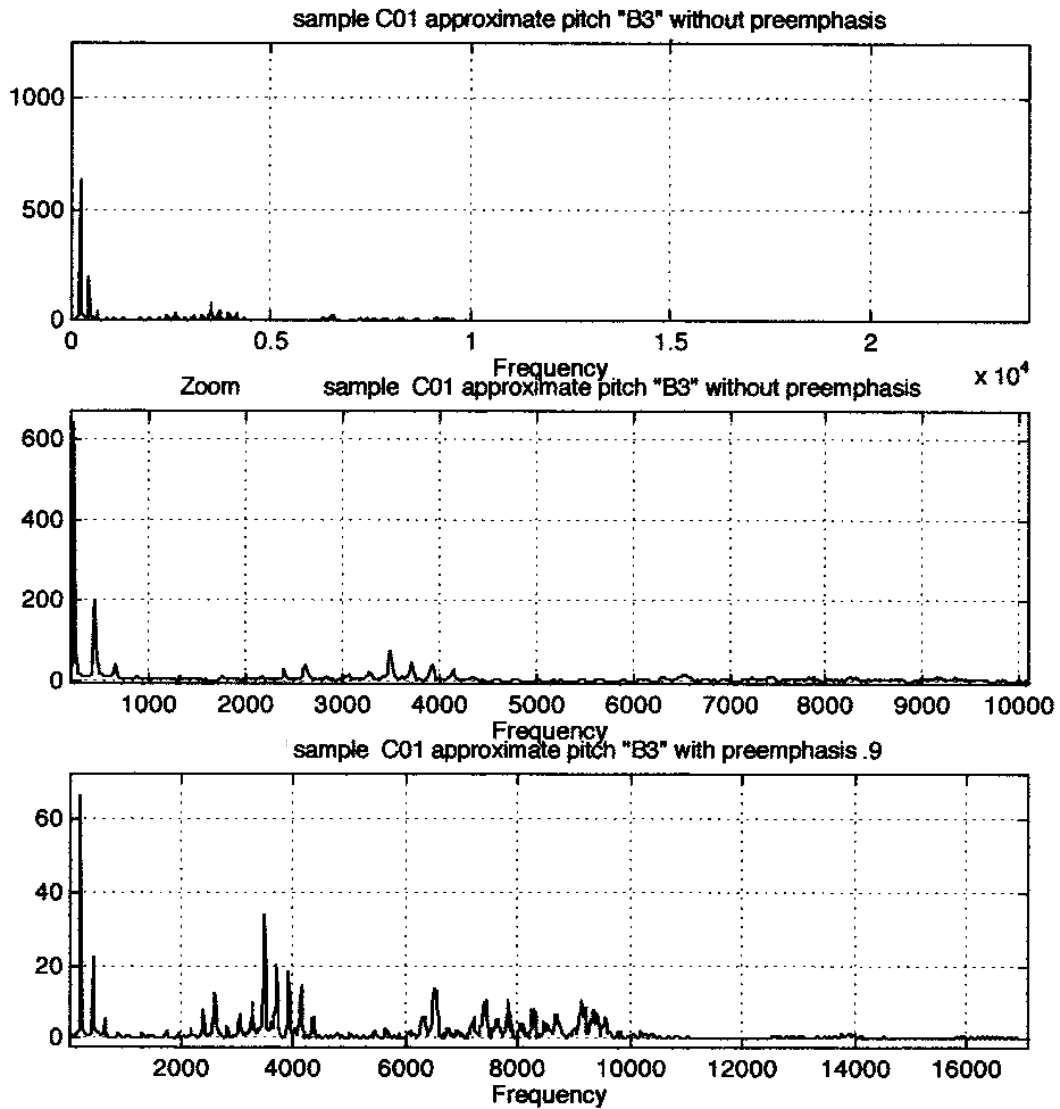 sample C01 approximate pitch "B3" without preemphasis
1000
500
0
0 0.5 1 1.5 2
Frequency
x 10⁴
Zoom sample C01 approximate pitch "B3" without preemphasis
600
400
200
0
1000 2000 3000 4000 5000 6000 7000 8000 9000 10000
Frequency
sample C01 approximate pitch "B3" with preemphasis .9
60
40
20
0
2000 4000 6000 8000 10000 12000 14000 16000
Frequency